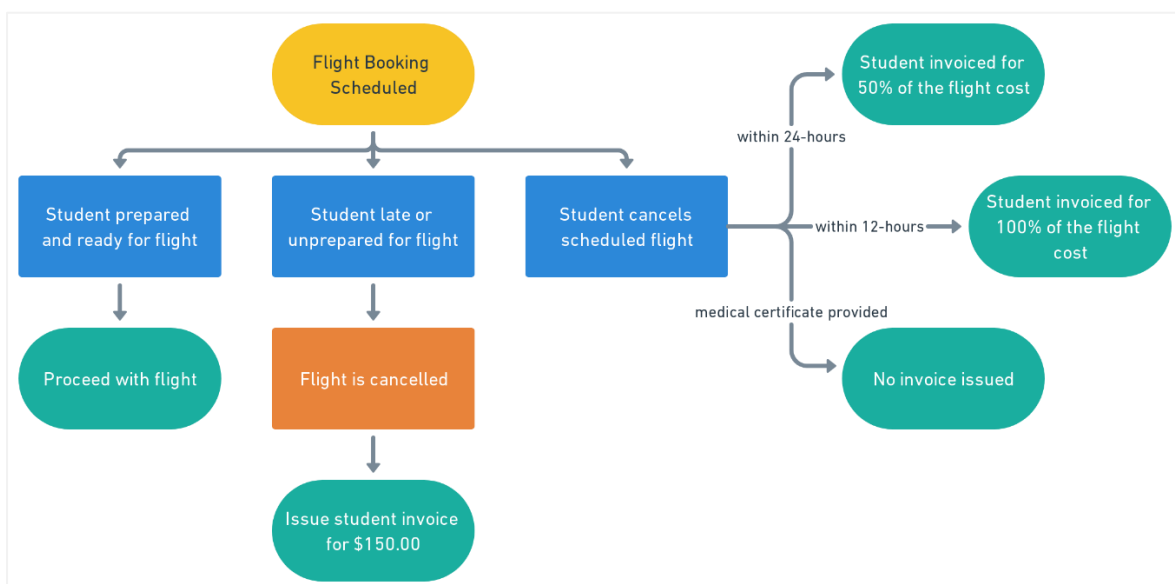 Flight Booking
Scheduled
Student prepared
and ready for flight
Proceed with flight
Student late or
unprepared for flight
Flight is cancelled
Issue student invoice
for $150.00
Student cancels
scheduled flight
within 24-hours
Student invoiced for
50% of the flight cost
within 12-hours
Student invoiced for
100% of the flight
cost
medical certificate provided
No invoice issued